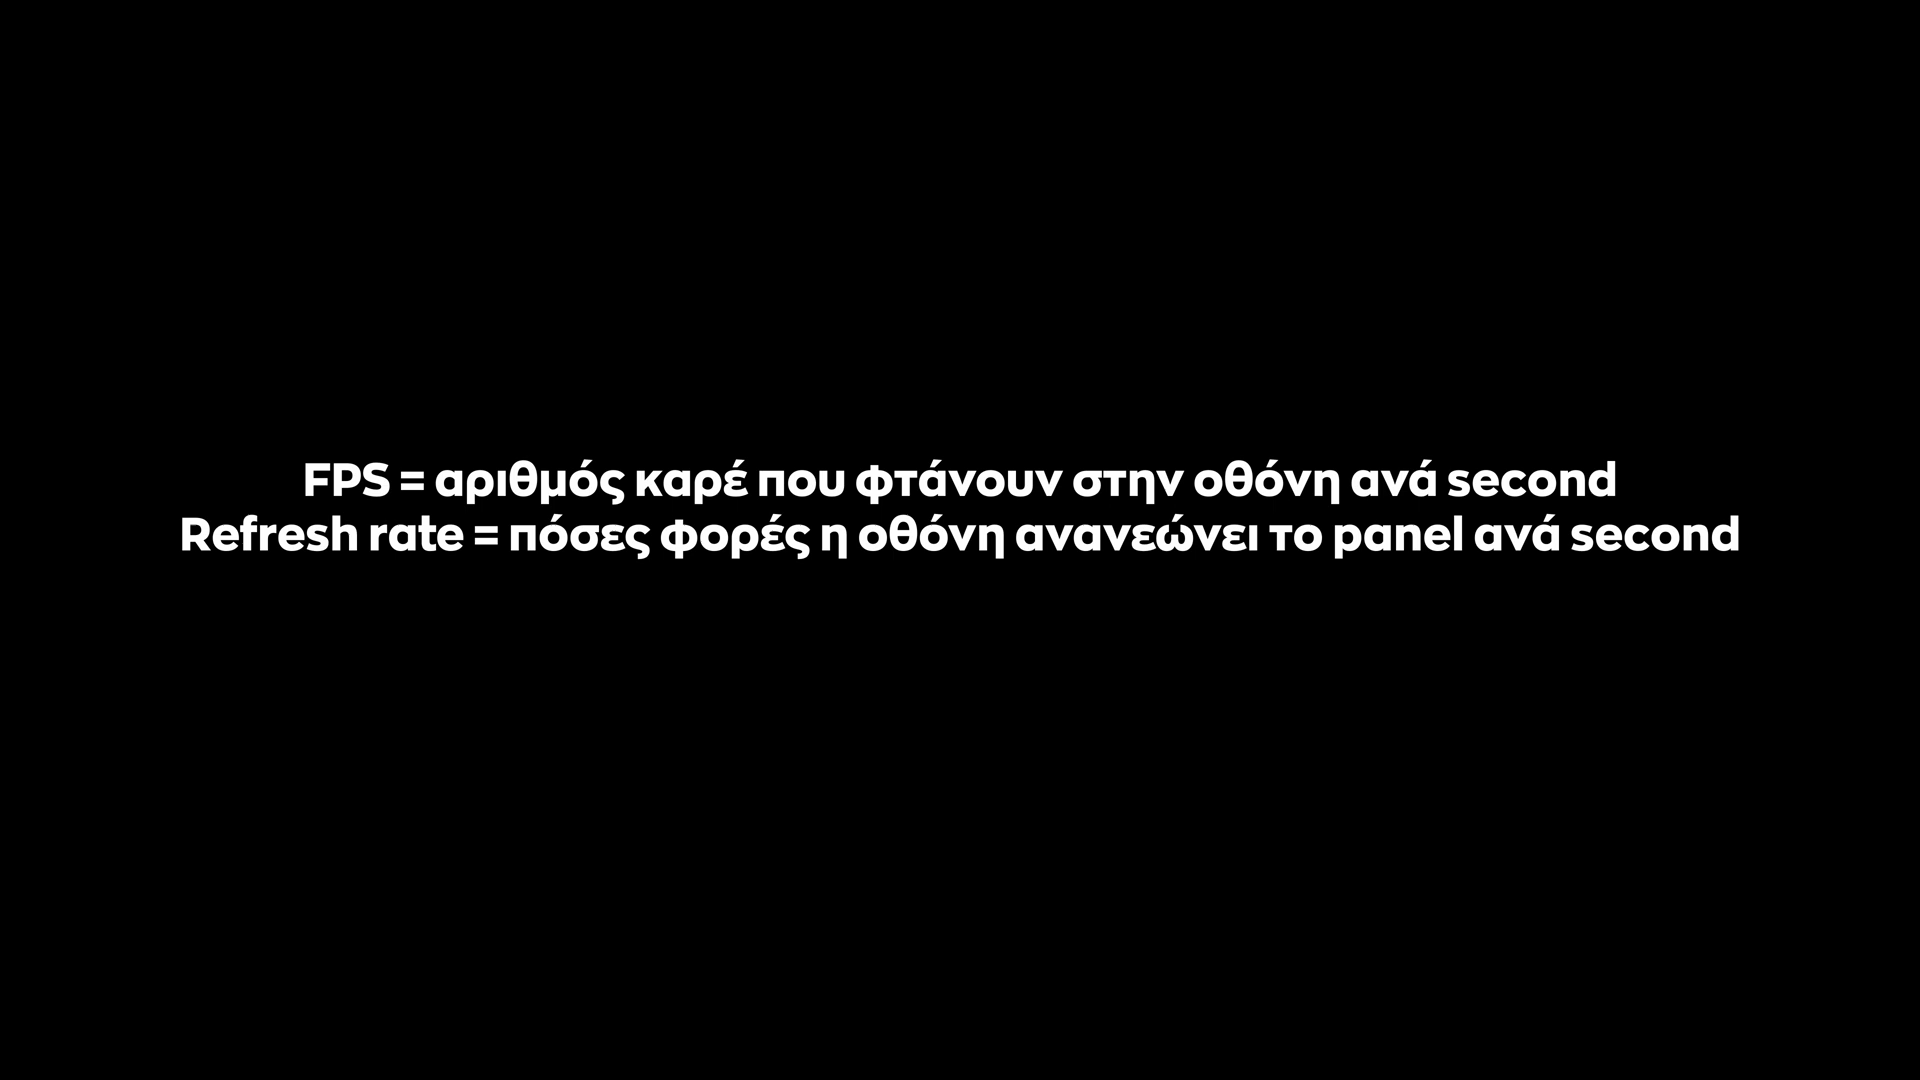 FPS = αριθμός καρέ που φτάνουν στην οθόνη ανά second
Refresh rate = πόσες φορές η οθόνη ανανεώνει το panel ανά second